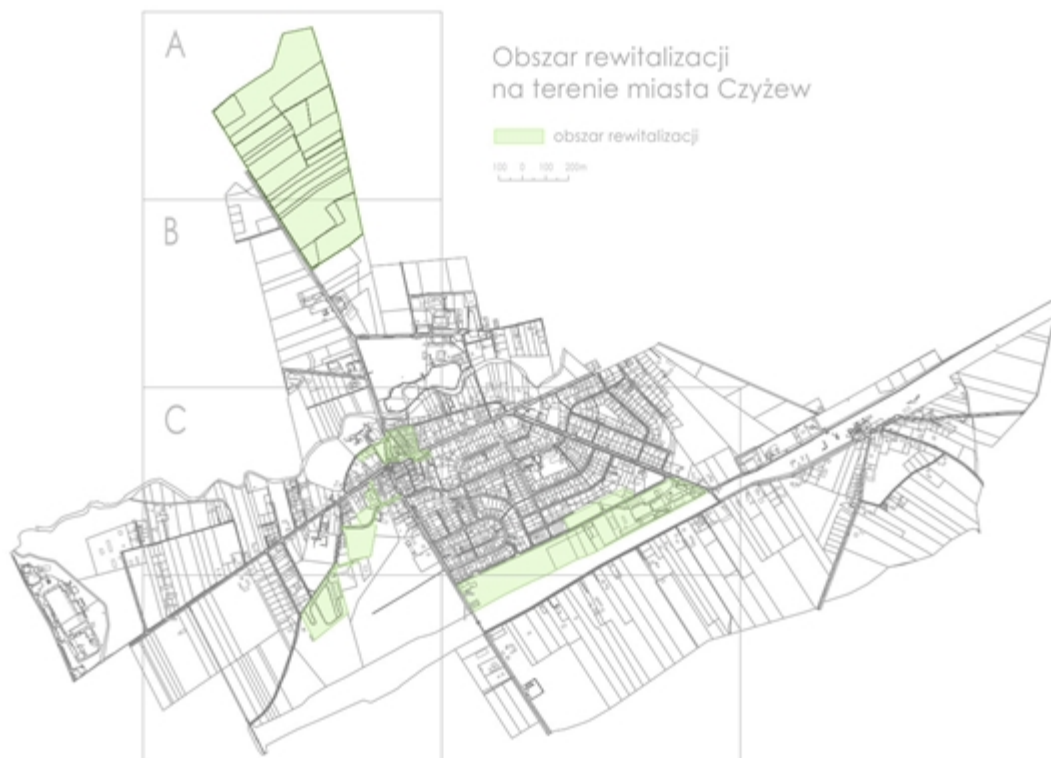 A
Obszar rewitalizacji
na terenie miasta Czyżew
obszar rewitalizacji
100 0 100 200m
B
C